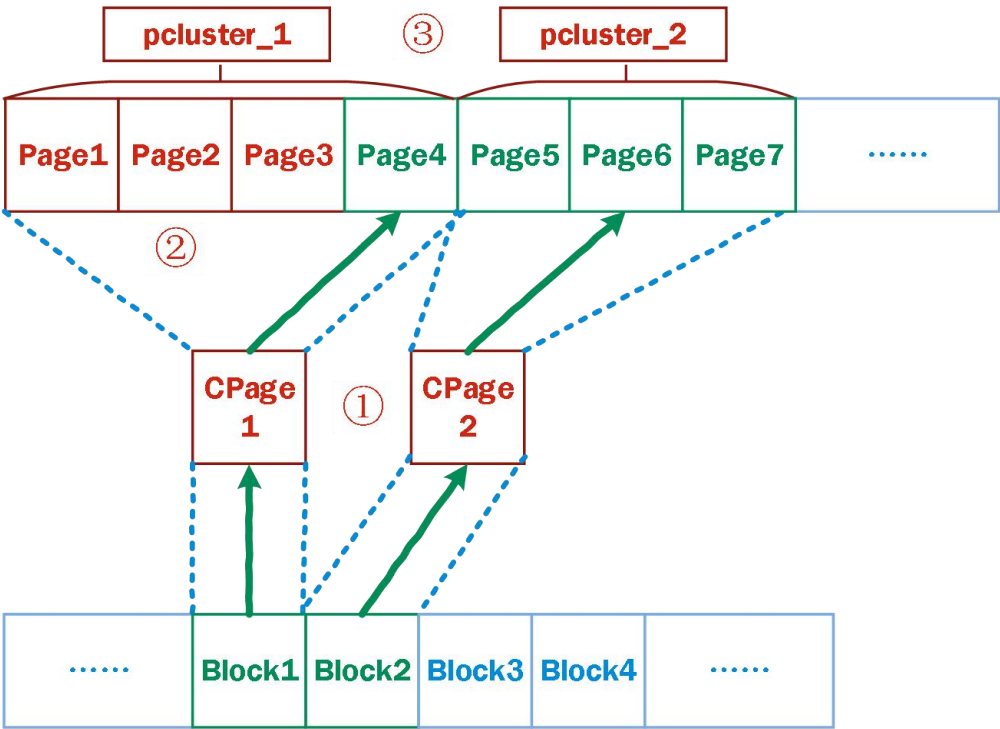 pcluster_1
③
pcluster_2
Page1
Page2
Page3
Page4
Page5
Page6
Page7
······
②
CPage
1
①
CPage
2
······
Block1
Block2
Block3
Block4
······